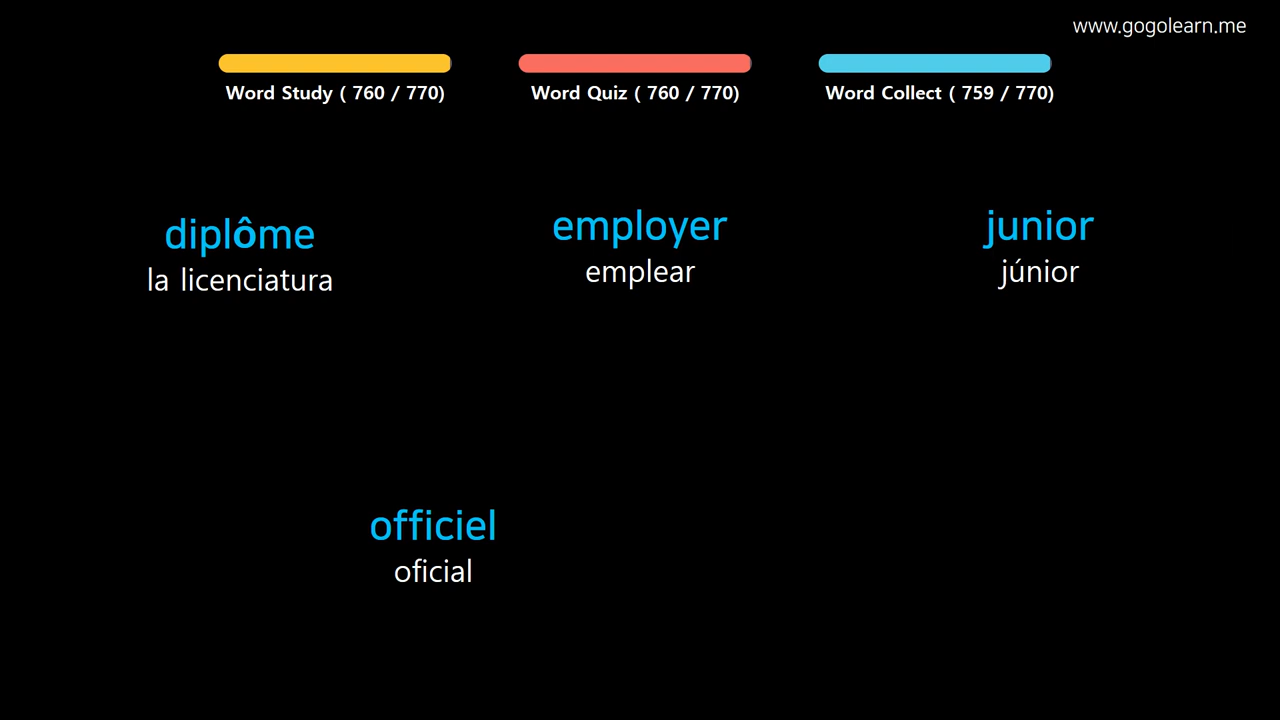 www.gogolearn.me
Word Study ( 760 / 770)
Word Quiz ( 760 / 770)
Word Collect ( 759 / 770)
diplôme
la licenciatura
employer
emplear
junior
júnior
officiel
oficial